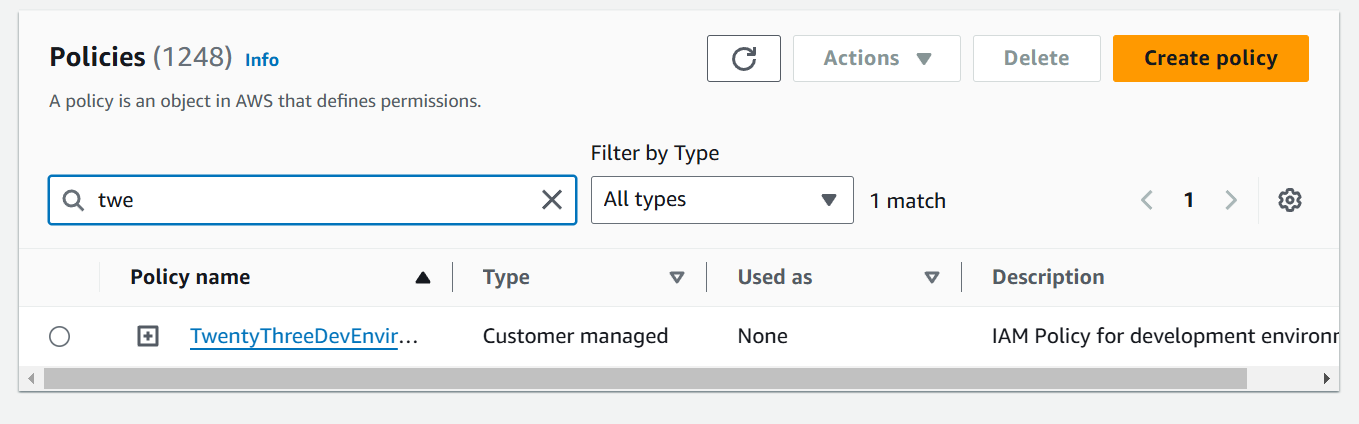 Policies (1248) Info
Actions
Delete
Create policy
A policy is an object in AWS that defines permissions.
Filter by Type
twe
All types
1 match
1
Policy name
Type
Used as
Description
TwentyThreeDevEnvir...
Customer managed
None
IAM Policy for development